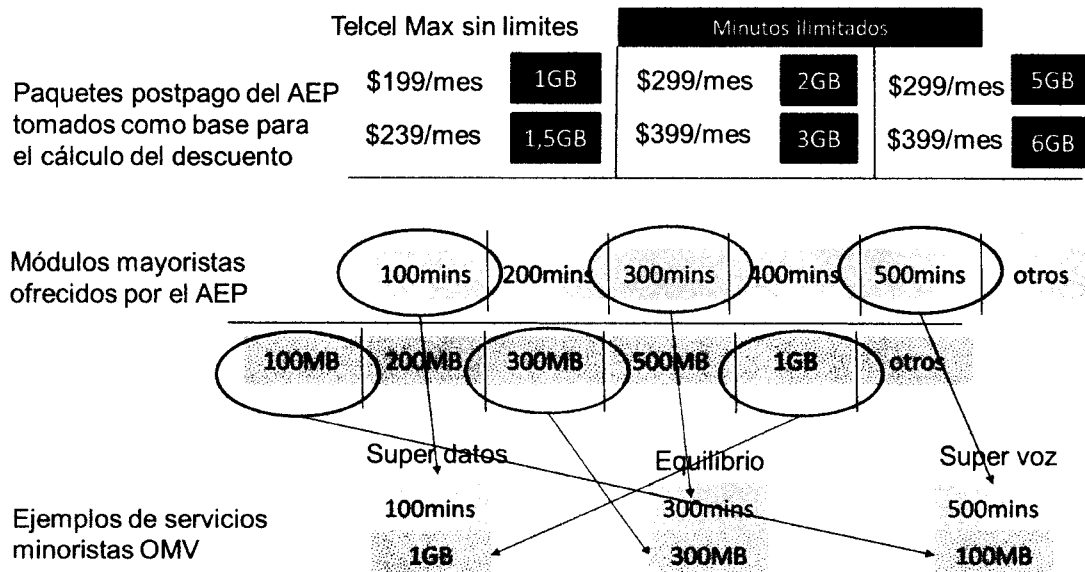 Telcel Max sin limites Minutos ilimitados
Paquetes postpago del AEP
tomados como base para
el cálculo del descuento
$199/mes 1GB $299/mes 2GB $299/mes 5GB
$239/mes 1,5GB $399/mes 3GB $399/mes 6GB
Módulos mayoristas
ofrecidos por el AEP
100mins 200mins 300mins 400mins 500mins otros
100MB 200MB 300MB 500MB 1GB otros
Super datos Equilibrio Super voz
Ejemplos de servicios
minoristas OMV
100mins 300mins 500mins
1GB 300MB 100MB